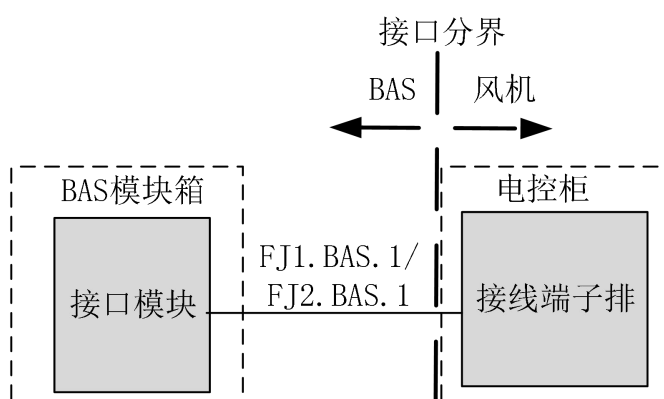 接口分界
BAS 风机
BAS模块箱 电控柜
FJ1.BAS.1/
FJ2.BAS.1
接口模块 接线端子排